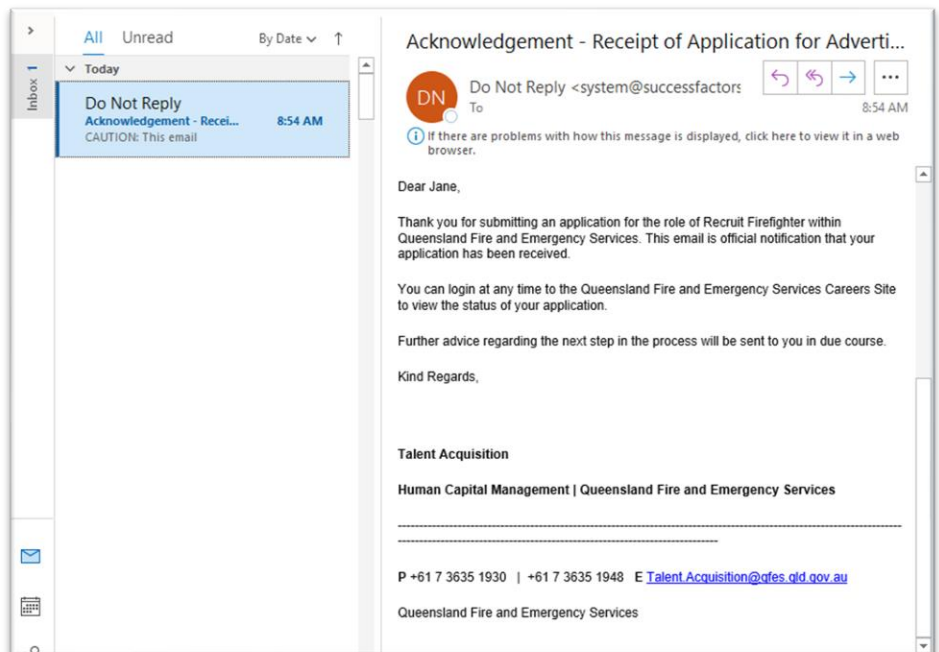 All Unread By Date
Inbox 1
Today
Do Not Reply
Acknowledgement - Recei... 8:54 AM
CAUTION: This email
Acknowledgement - Receipt of Application for Adverti...
DN
Do Not Reply <system@successfactors
To
8:54 AM
If there are problems with how this message is displayed, click here to view it in a web
browser.
Dear Jane,
Thank you for submitting an application for the role of Recruit Firefighter within
Queensland Fire and Emergency Services. This email is official notification that your
application has been received.
You can login at any time to the Queensland Fire and Emergency Services Careers Site
to view the status of your application.
Further advice regarding the next step in the process will be sent to you in due course.
Kind Regards,
Talent Acquisition
Human Capital Management | Queensland Fire and Emergency Services
P +61 7 3635 1930 | +61 7 3635 1948 E Talent.Acquisition@qfes.qld.gov.au
Queensland Fire and Emergency Services